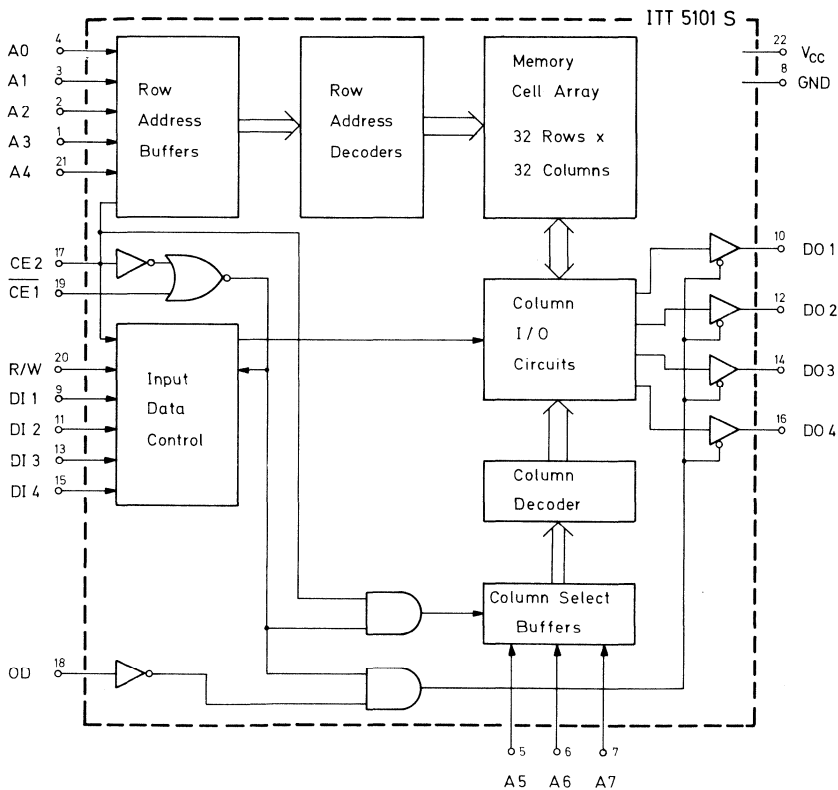 ITT 5101 S
A0 4
A1 3
A2 2
A3 1
A4 21
Row
Address
Buffers
Row
Address
Decoders
Memory
Cell Array
32 Rows x
32 Columns
22 VCC
8 GND
CE2 17
C̅E̅1̅ 19
R/W 20
DI 1 9
DI 2 11
DI 3 13
DI 4 15
Input
Data
Control
Column
I/O
Circuits
10 DO 1
12 DO 2
14 DO 3
16 DO 4
Column
Decoder
Column Select
Buffers
OD 18
5 6 7
A5 A6 A7